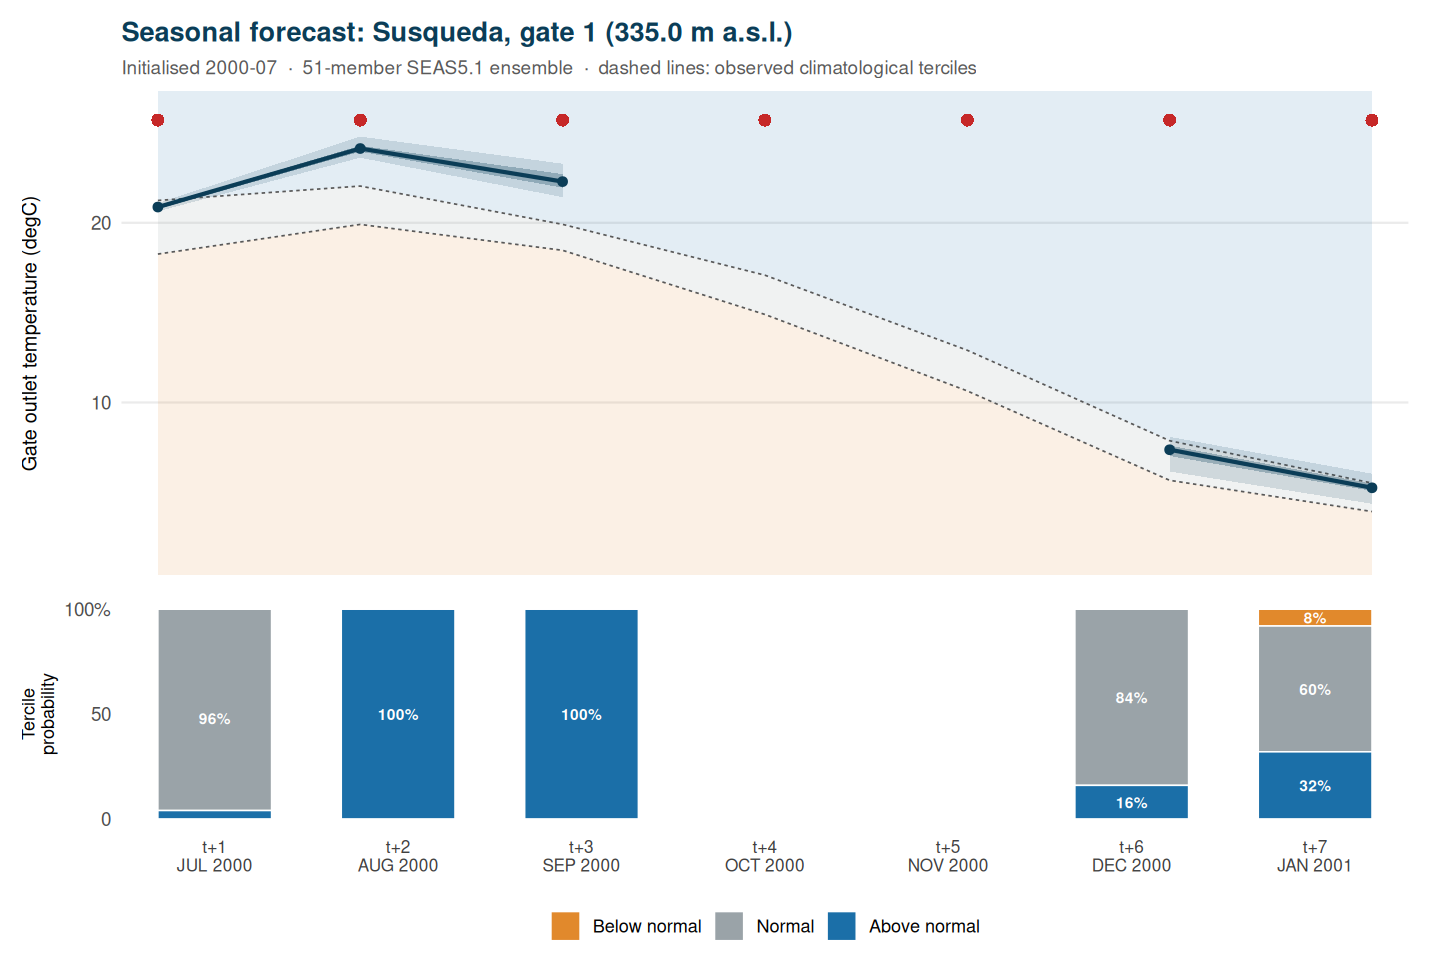 Seasonal forecast: Susqueda, gate 1 (335.0 m a.s.l.)
Initialised 2000-07 · 51-member SEAS5.1 ensemble · dashed lines: observed climatological terciles
Gate outlet temperature (degC)
20
10
Tercile
probability
100%
50
0
96%
100%
100%
84%
16%
8%
60%
32%
t+1
JUL 2000
t+2
AUG 2000
t+3
SEP 2000
t+4
OCT 2000
t+5
NOV 2000
t+6
DEC 2000
t+7
JAN 2001
Below normal
Normal
Above normal